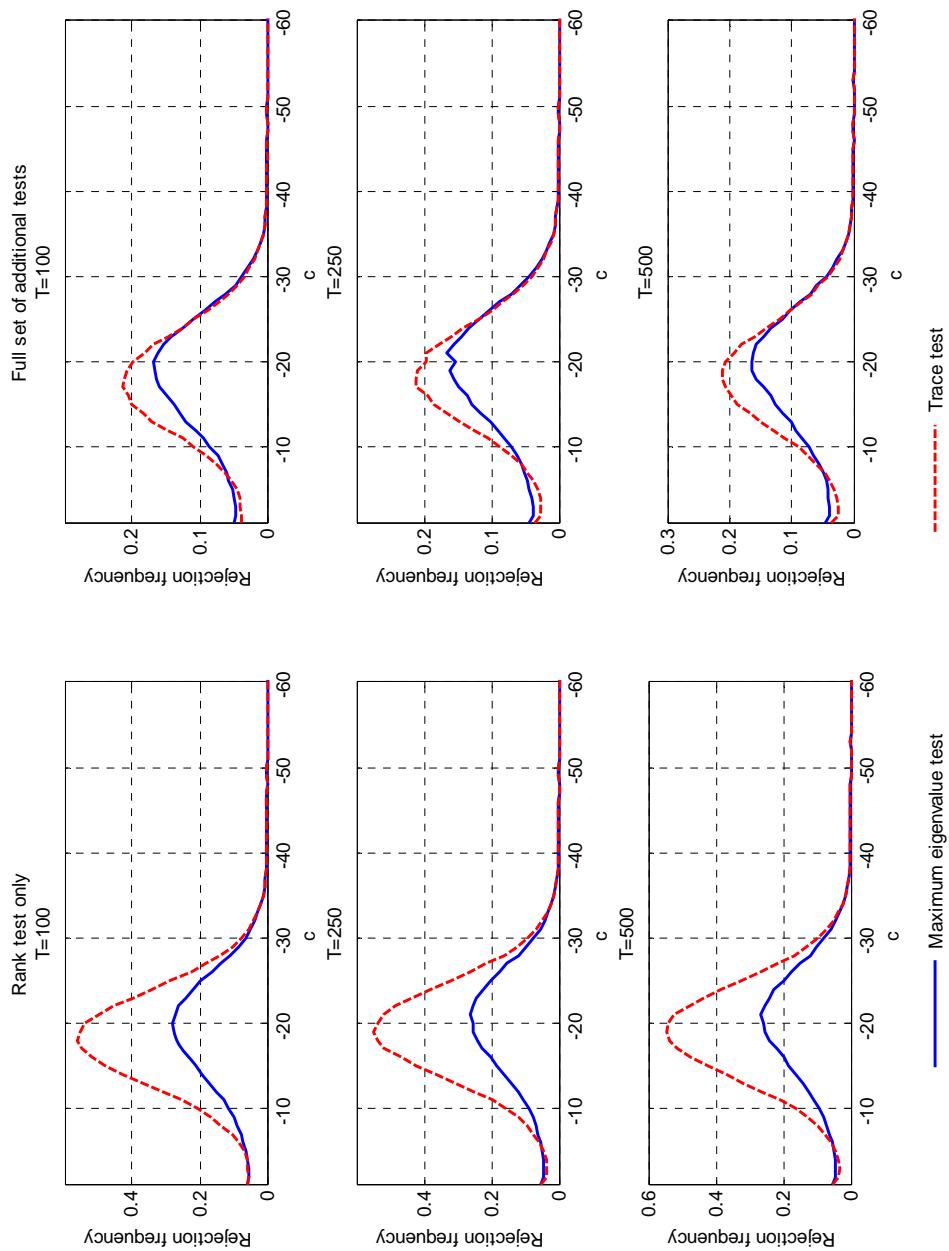 Rank test only
T=100
Rejection frequency
0.4
0.2
0
-10
-20
-30
-40
-50
-60
c
Full set of additional tests
T=100
Rejection frequency
0.2
0.1
0
-10
-20
-30
-40
-50
-60
c
T=250
Rejection frequency
0.4
0.2
0
-10
-20
-30
-40
-50
-60
c
T=250
Rejection frequency
0.2
0.1
0
-10
-20
-30
-40
-50
-60
c
T=500
Rejection frequency
0.6
0.4
0.2
0
-10
-20
-30
-40
-50
-60
c
T=500
Rejection frequency
0.3
0.2
0.1
0
-10
-20
-30
-40
-50
-60
c
Maximum eigenvalue test
Trace test